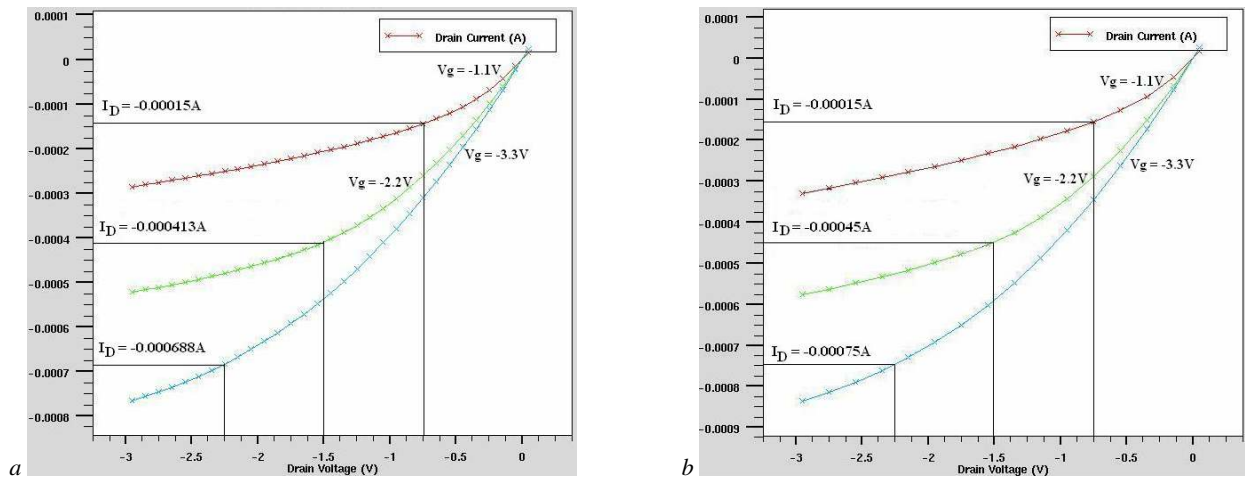 0.0001
0
-0.0001
-0.0002
-0.0003
-0.0004
-0.0005
-0.0006
-0.0007
-0.0008
Drain Current (A)
Vg = -1.1V
I_D = -0.00015A
Vg = -3.3V
Vg = -2.2V
I_D = -0.000413A
I_D = -0.000688A
-3 -2.5 -2 -1.5 -1 -0.5 0
Drain Voltage (V)
a
0.0001
0
-0.0001
-0.0002
-0.0003
-0.0004
-0.0005
-0.0006
-0.0007
-0.0008
-0.0009
Drain Current (A)
Vg = -1.1V
I_D = -0.00015A
Vg = -3.3V
Vg = -2.2V
I_D = -0.00045A
I_D = -0.00075A
-3 -2.5 -2 -1.5 -1 -0.5 0
Drain Voltage (V)
b